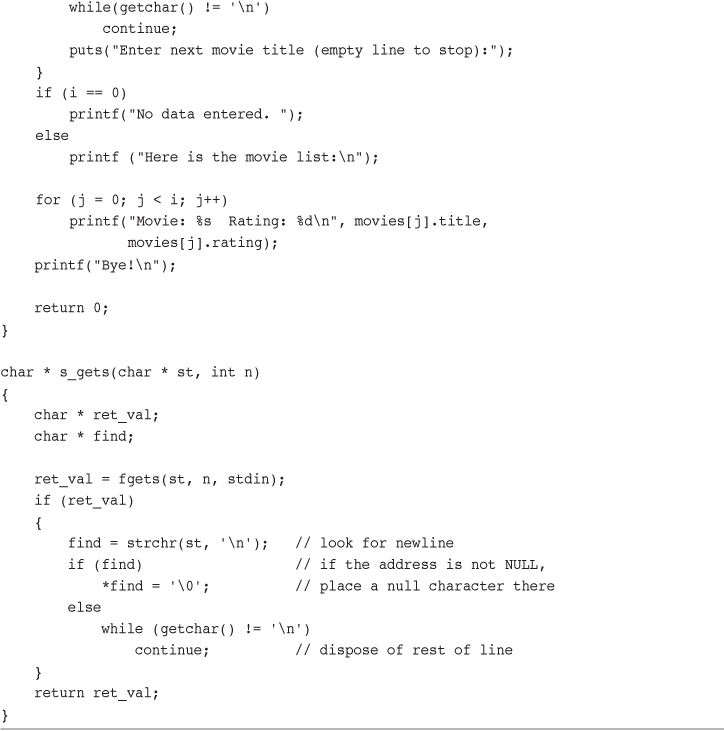 while(getchar() != '\n')
            continue;
        puts("Enter next movie title (empty line to stop):");
    }
    if (i == 0)
        printf("No data entered. ");
    else
        printf ("Here is the movie list:\n");

    for (j = 0; j < i; j++)
        printf("Movie: %s  Rating: %d\n", movies[j].title,
               movies[j].rating);
    printf("Bye!\n");

    return 0;
}

char * s_gets(char * st, int n)
{
    char * ret_val;
    char * find;

    ret_val = fgets(st, n, stdin);
    if (ret_val)
    {
        find = strchr(st, '\n');   // look for newline
        if (find)                  // if the address is not NULL,
            *find = '\0';          // place a null character there
        else
            while (getchar() != '\n')
                continue;          // dispose of rest of line
    }
    return ret_val;
}